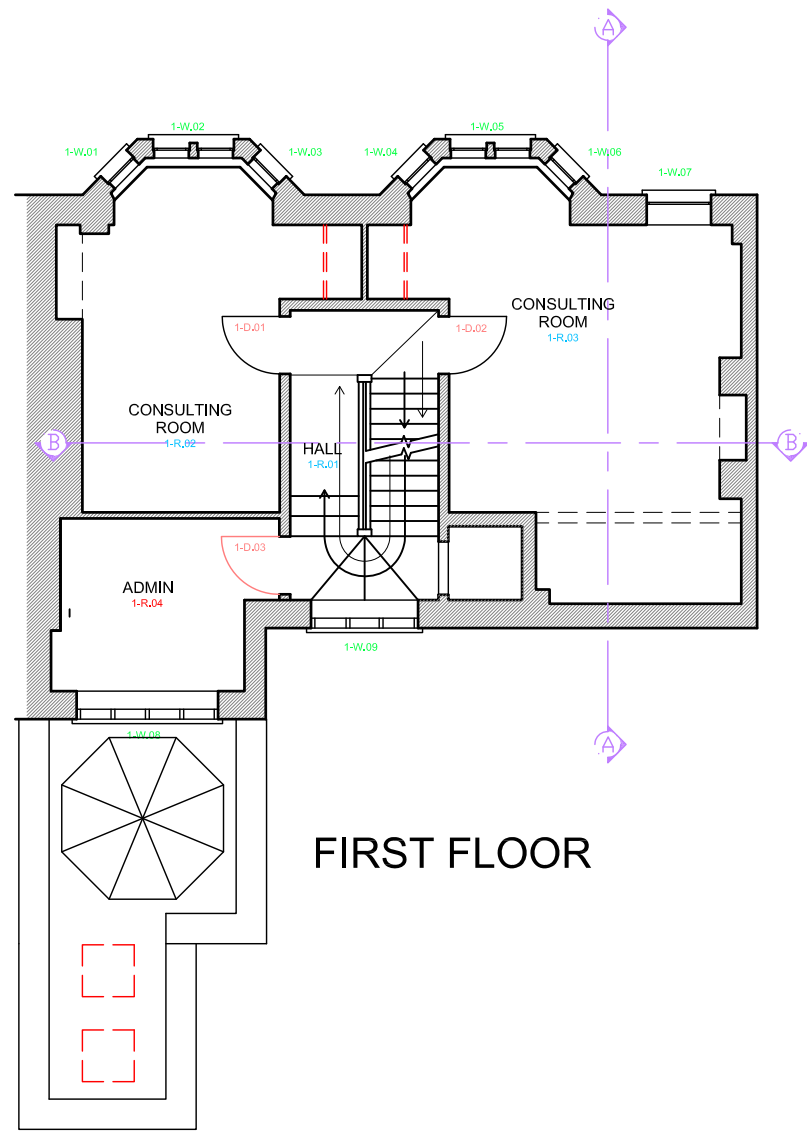 A
1-W.02
1-W.05
1-W.01
1-W.03
1-W.04
1-W.06
1-W.07
1-D.01
1-D.02
CONSULTING
ROOM
1-R.03
CONSULTING
ROOM
1-R.02
HALL
1-R.01
B
B
1-D.03
ADMIN
1-R.04
1-W.09
1-W.08
A
FIRST FLOOR